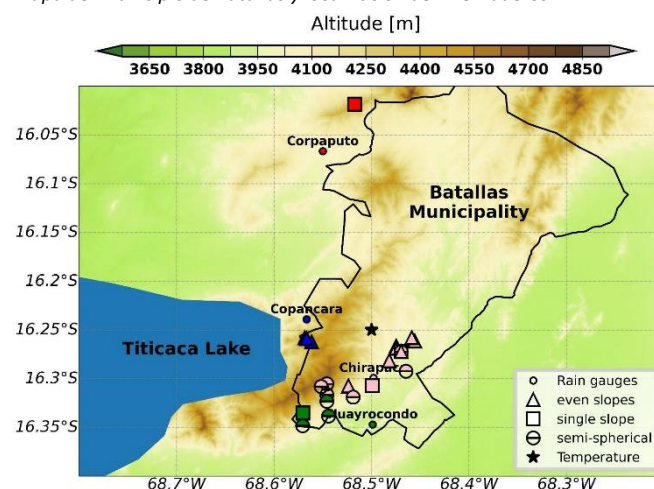 Altitude [m]
3650 3800 3950 4100 4250 4400 4550 4700 4850
16.05°S
16.1°S
16.15°S
16.2°S
16.25°S
16.3°S
16.35°S
Corpaputo
Batallas
Municipality
Copancara
Titicaca Lake
Chirapac
uayrocondo
Rain gauges
even slopes
single slope
semi-spherical
Temperature
68.7°W 68.6°W 68.5°W 68.4°W 68.3°W